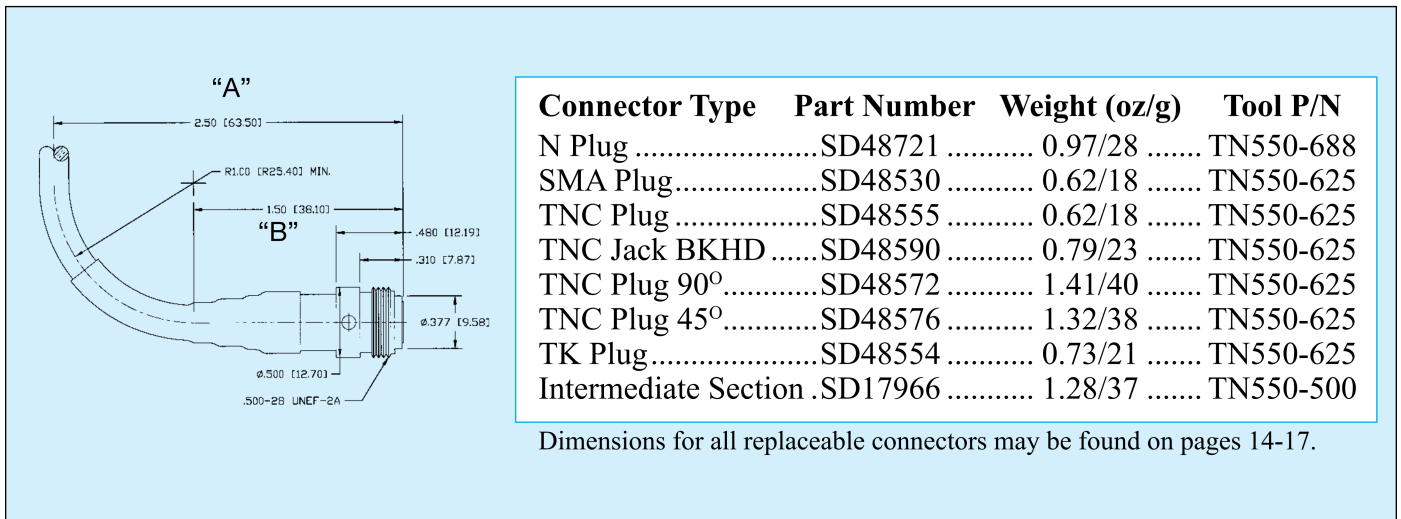 “A”
2.50 [63.50]
R1.00 [R25.40] MIN.
1.50 [38.10]
“B”
.480 [12.19]
.310 [7.87]
Ø.377 [9.58]
Ø.500 [12.70]
.500-28 UNEF-2A
Connector Type Part Number Weight (oz/g) Tool P/N
N Plug .......................SD48721 ........... 0.97/28 ....... TN550-688
SMA Plug..................SD48530 ........... 0.62/18 ....... TN550-625
TNC Plug ..................SD48555 ........... 0.62/18 ....... TN550-625
TNC Jack BKHD ......SD48590 ........... 0.79/23 ....... TN550-625
TNC Plug 90º............SD48572 ........... 1.41/40 ....... TN550-625
TNC Plug 45º............SD48576 ........... 1.32/38 ....... TN550-625
TK Plug.....................SD48554 ........... 0.73/21 ....... TN550-625
Intermediate Section .SD17966 ........... 1.28/37 ....... TN550-500
Dimensions for all replaceable connectors may be found on pages 14-17.